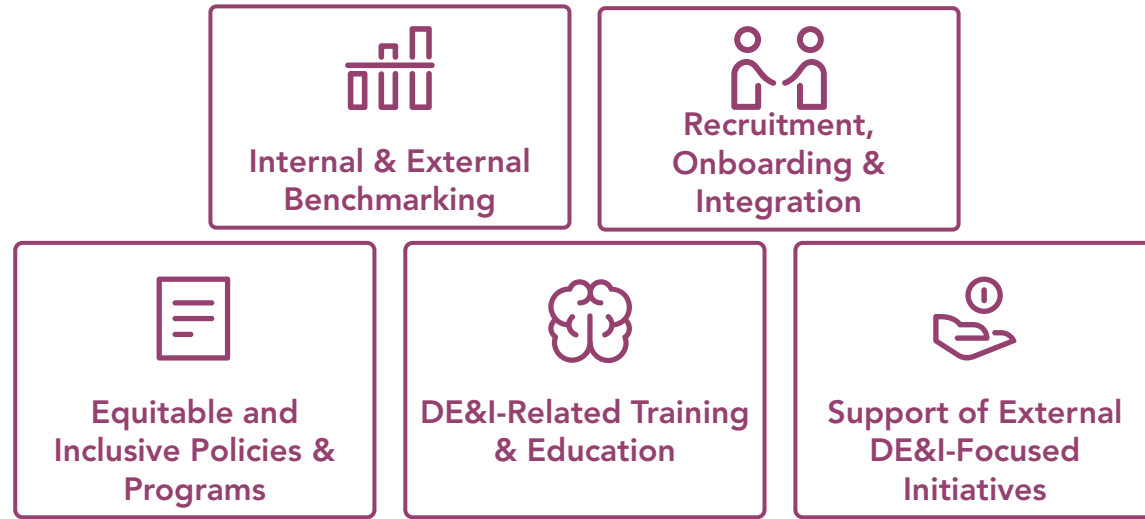 Internal & External
Benchmarking
Recruitment,
Onboarding &
Integration
Equitable and
Inclusive Policies &
Programs
DE&I-Related Training
& Education
Support of External
DE&I-Focused
Initiatives